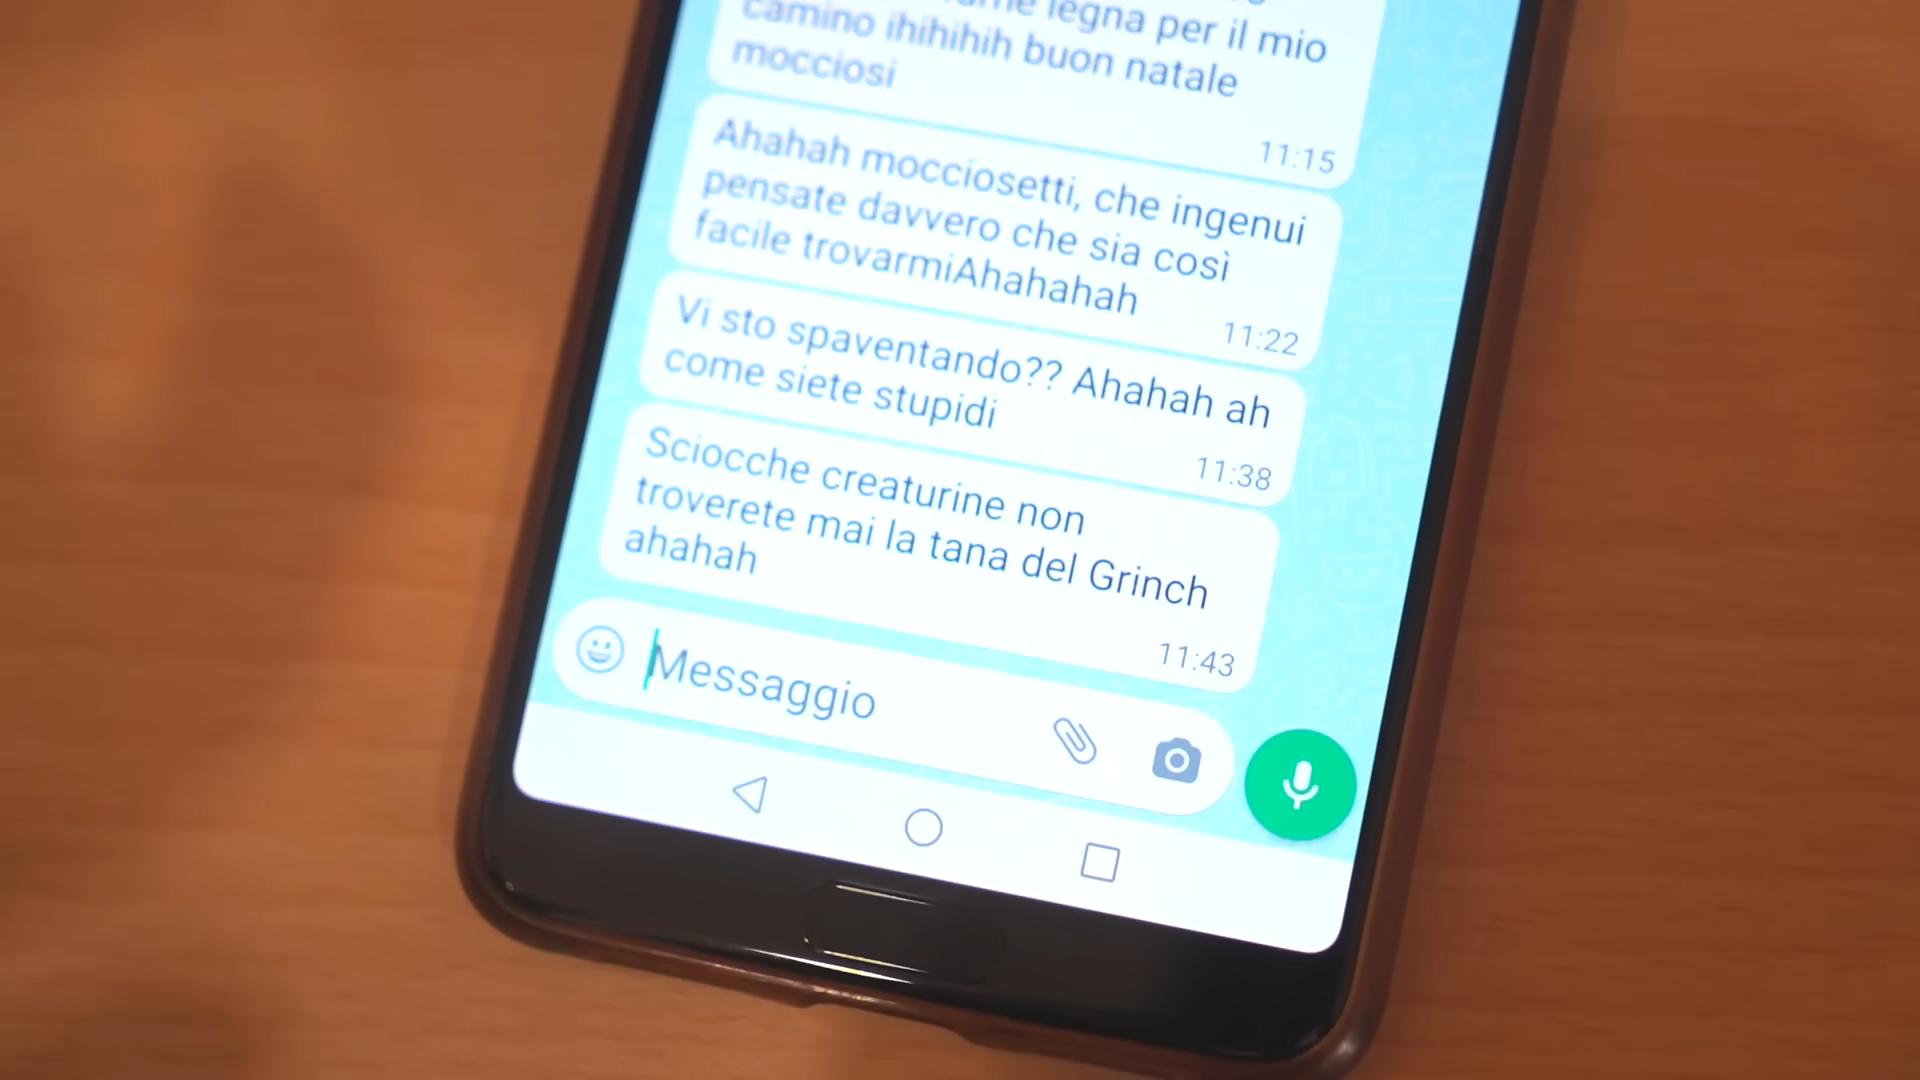 legna per il mio
camino ihihihih buon natale
mocciosi
11:15
Ahahah mocciosetti, che ingenui
pensate davvero che sia così
facile trovarmiAhahahah
11:22
Vi sto spaventando?? Ahahah ah
come siete stupidi
11:38
Sciocche creaturine non
troverete mai la tana del Grinch
ahahah
11:43
Messaggio